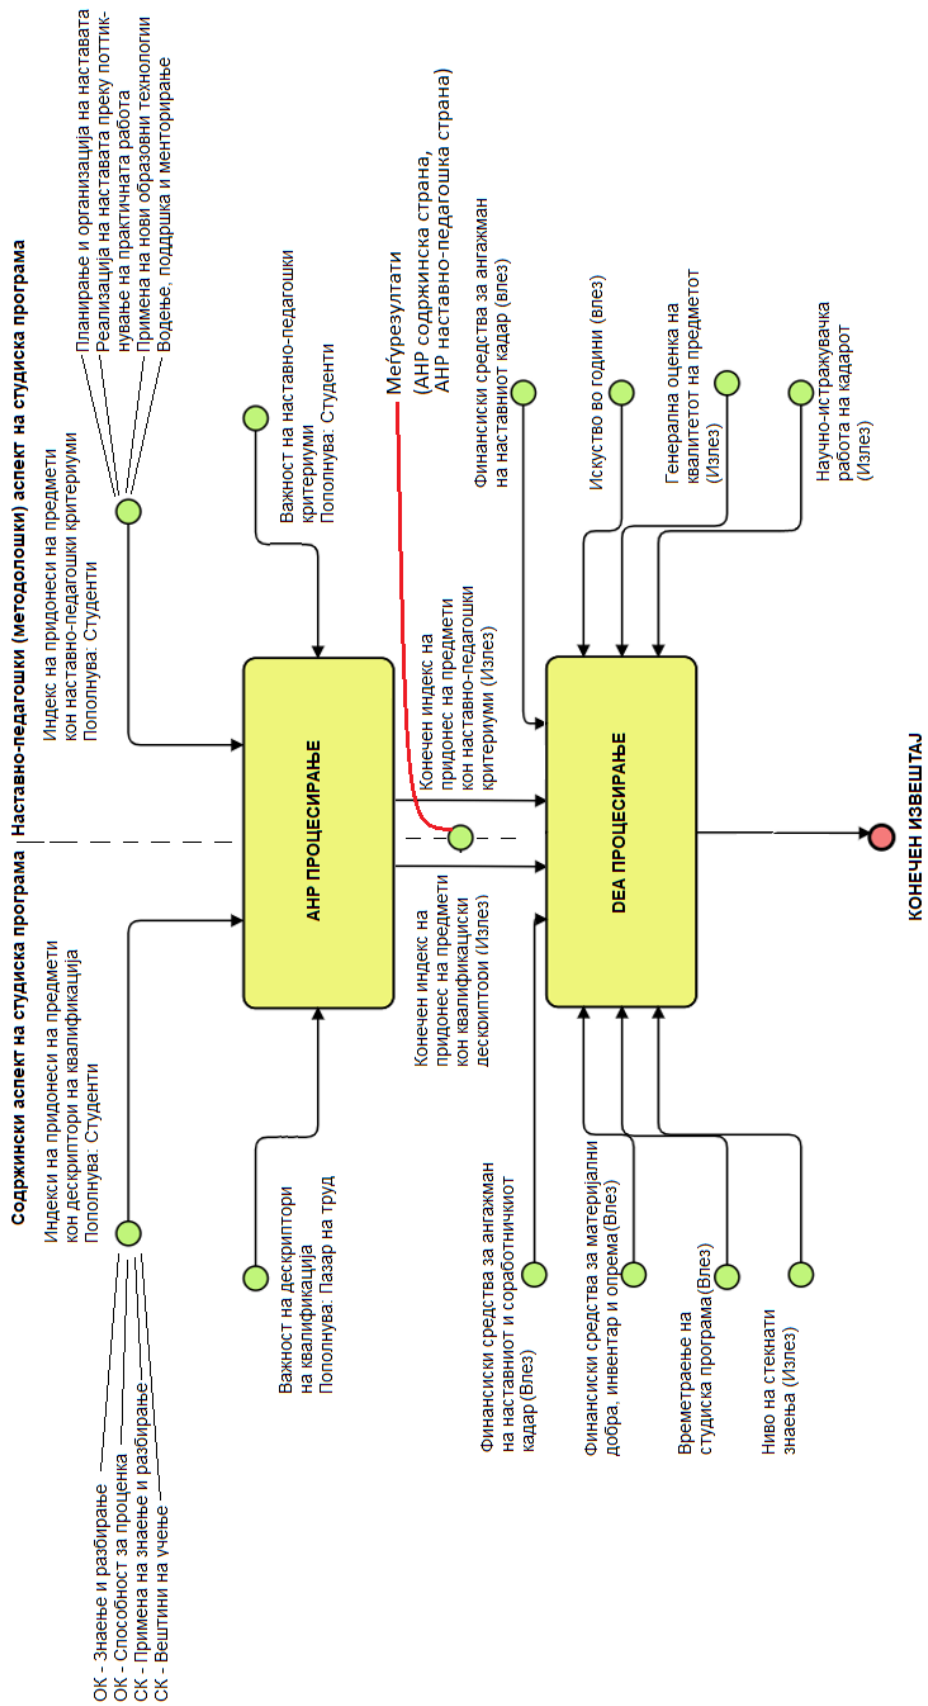 Содржински аспект на студиска програма
Наставно-педагошки (методолошки) аспект на студиска програма
ОК - Знаење и разбирање
ОК - Способност за проценка
СК - Примена на знаење и разбирање
СК - Вештини на учење
Индекси на придонеси на предмети
кон дескриптори на квалификација
Пополнува: Студенти
Индекс на придонеси на предмети
кон наставно-педагошки критериуми
Пополнува: Студенти
Планирање и организација на наставата
Реализација на наставата преку поттик-
нување на практичната работа
Примена на нови образовни технологии
Водење, поддршка и менторирање
Важност на дескриптори
на квалификација
Пополнува: Пазар на труд
АНР ПРОЦЕСИРАЊЕ
Важност на наставно-педагошки
критериуми
Пополнува: Студенти
Меѓурезултати
(АНР содржинска страна,
АНР наставно-педагошка страна)
Конечен индекс на
придонес на предмети
кон квалификациски
дескриптори (Излез)
Конечен индекс на
придонес на предмети
кон наставно-педагошки
критериуми (Излез)
Финансиски средства за ангажман
на наставниот и соработничкиот
кадар (Влез)
Финансиски средства за ангажман
на наставниот кадар (влез)
Финансиски средства за материјални
добра, инвентар и опрема(Влез)
DEA ПРОЦЕСИРАЊЕ
Искуство во години (влез)
Времетраење на
студиска програма(Влез)
Генерална оценка на
квалитетот на предметот
(Излез)
Ниво на стекнати
знаења (Излез)
Научно-истражувачка
работа на кадарот
(Излез)
КОНЕЧЕН ИЗВЕШТАЈ